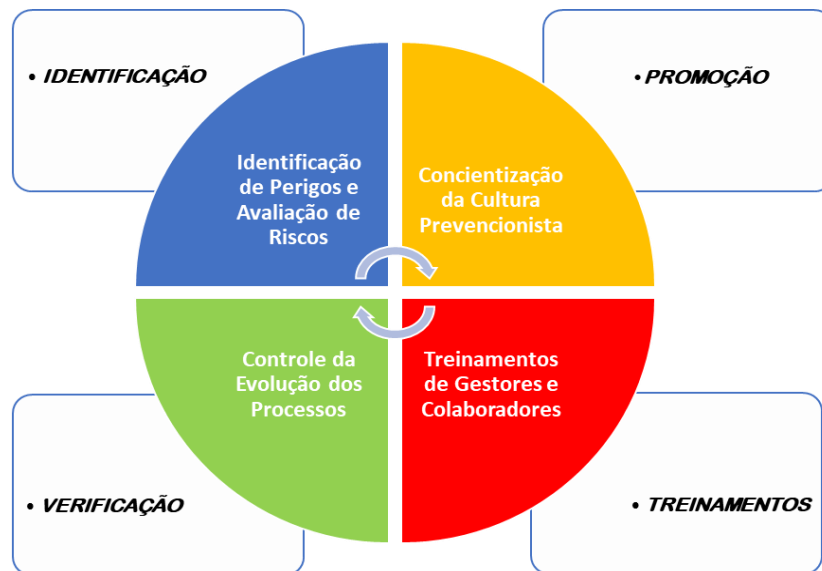 • IDENTIFICAÇÃO
• PROMOÇÃO
Identificação
de Perigos e
Avaliação de
Riscos
Concientização
da Cultura
Prevencionista
Controle da
Evolução dos
Processos
Treinamentos
de Gestores e
Colaboradores
• VERIFICAÇÃO
• TREINAMENTOS